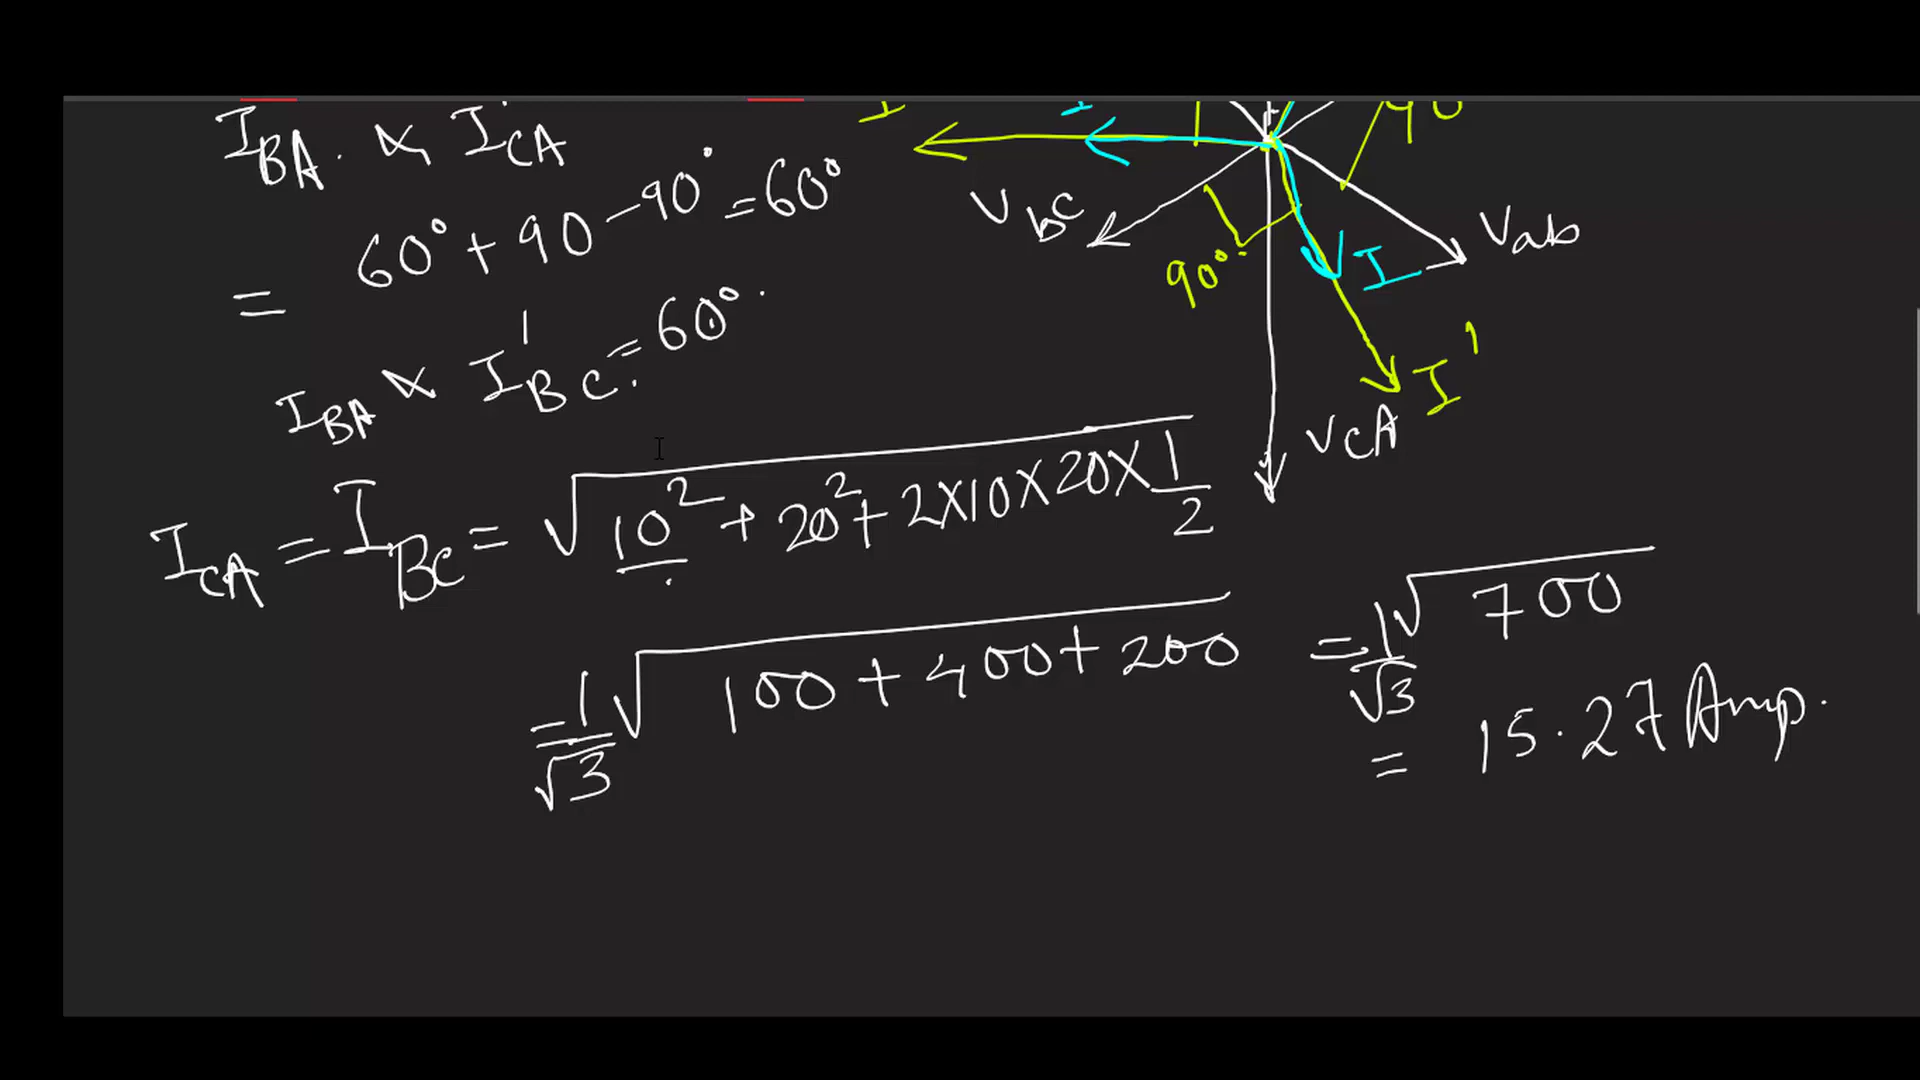 I_BA. & I_CA
= 60° + 90 - 90° = 60°
I_BA & I'_BC. = 60°.
I_CA = I_BC = √(10² + 20² + 2×10×20×1/2)
= 1/√3 √(100 + 400 + 200) = 1/√3 √700
= 15.27 Amp.
I
I
90
V_bc
V_ab
90°
I
I'
V_CA